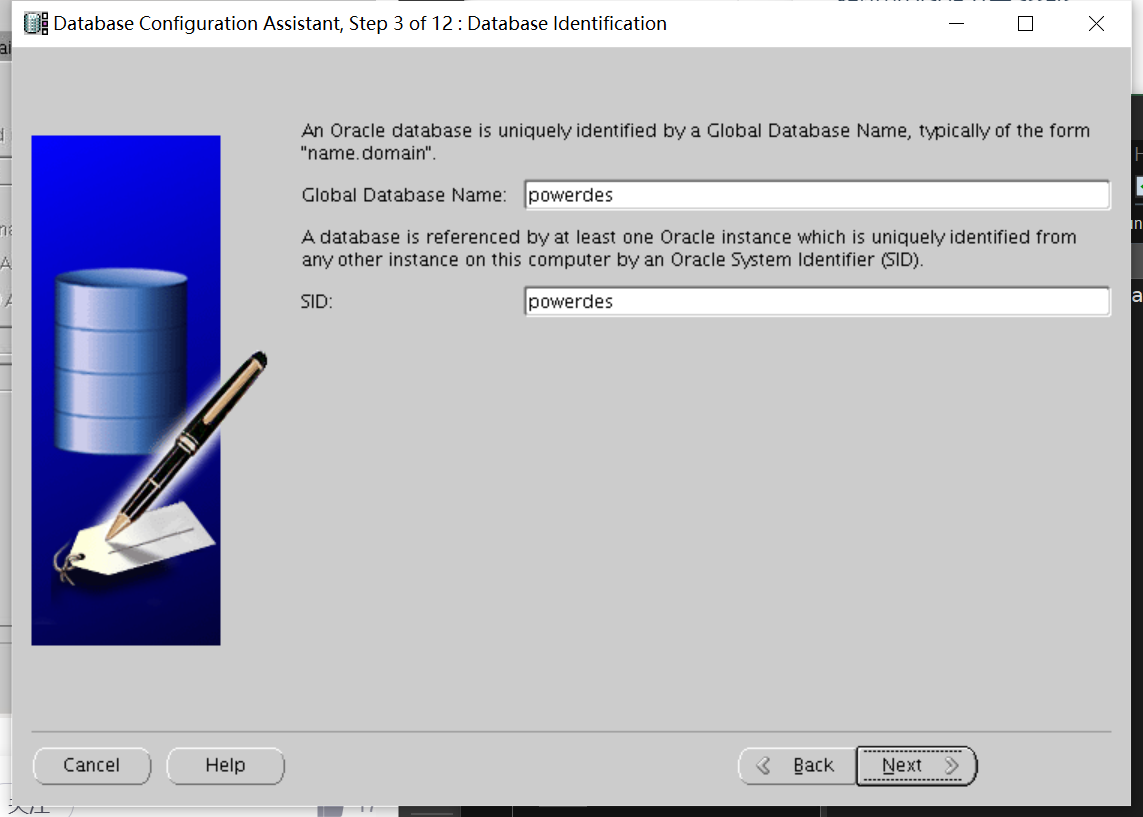 Database Configuration Assistant, Step 3 of 12 : Database Identification
An Oracle database is uniquely identified by a Global Database Name, typically of the form
"name.domain".
Global Database Name: powerdes
A database is referenced by at least one Oracle instance which is uniquely identified from
any other instance on this computer by an Oracle System Identifier (SID).
SID: powerdes
Cancel Help Back Next